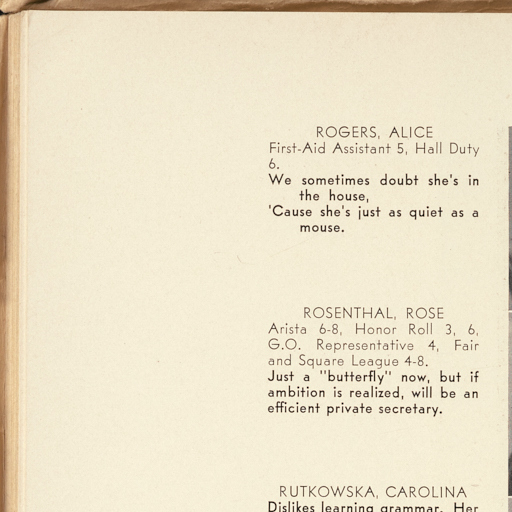 ROGERS, ALICE
First-Aid Assistant 5, Hall Duty
6.
We sometimes doubt she's in
the house,
'Cause she's just as quiet as a
mouse.
ROSENTHAL, ROSE
Arista 6-8, Honor Roll 3, 6,
G.O. Representative 4, Fair
and Square League 4-8.
Just a "butterfly" now, but if
ambition is realized, will be an
efficient private secretary.
RUTKOWSKA, CAROLINA
Dislikes learning grammar. Her